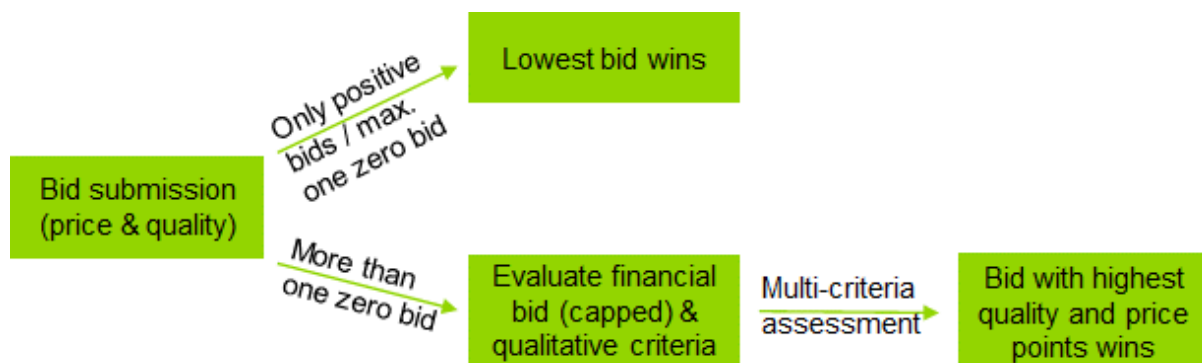 Bid submission
(price & quality)
Only positive
bids / max.
one zero bid
Lowest bid wins
More than
one zero bid
Evaluate financial
bid (capped) &
qualitative criteria
Multi-criteria
assessment
Bid with highest
quality and price
points wins